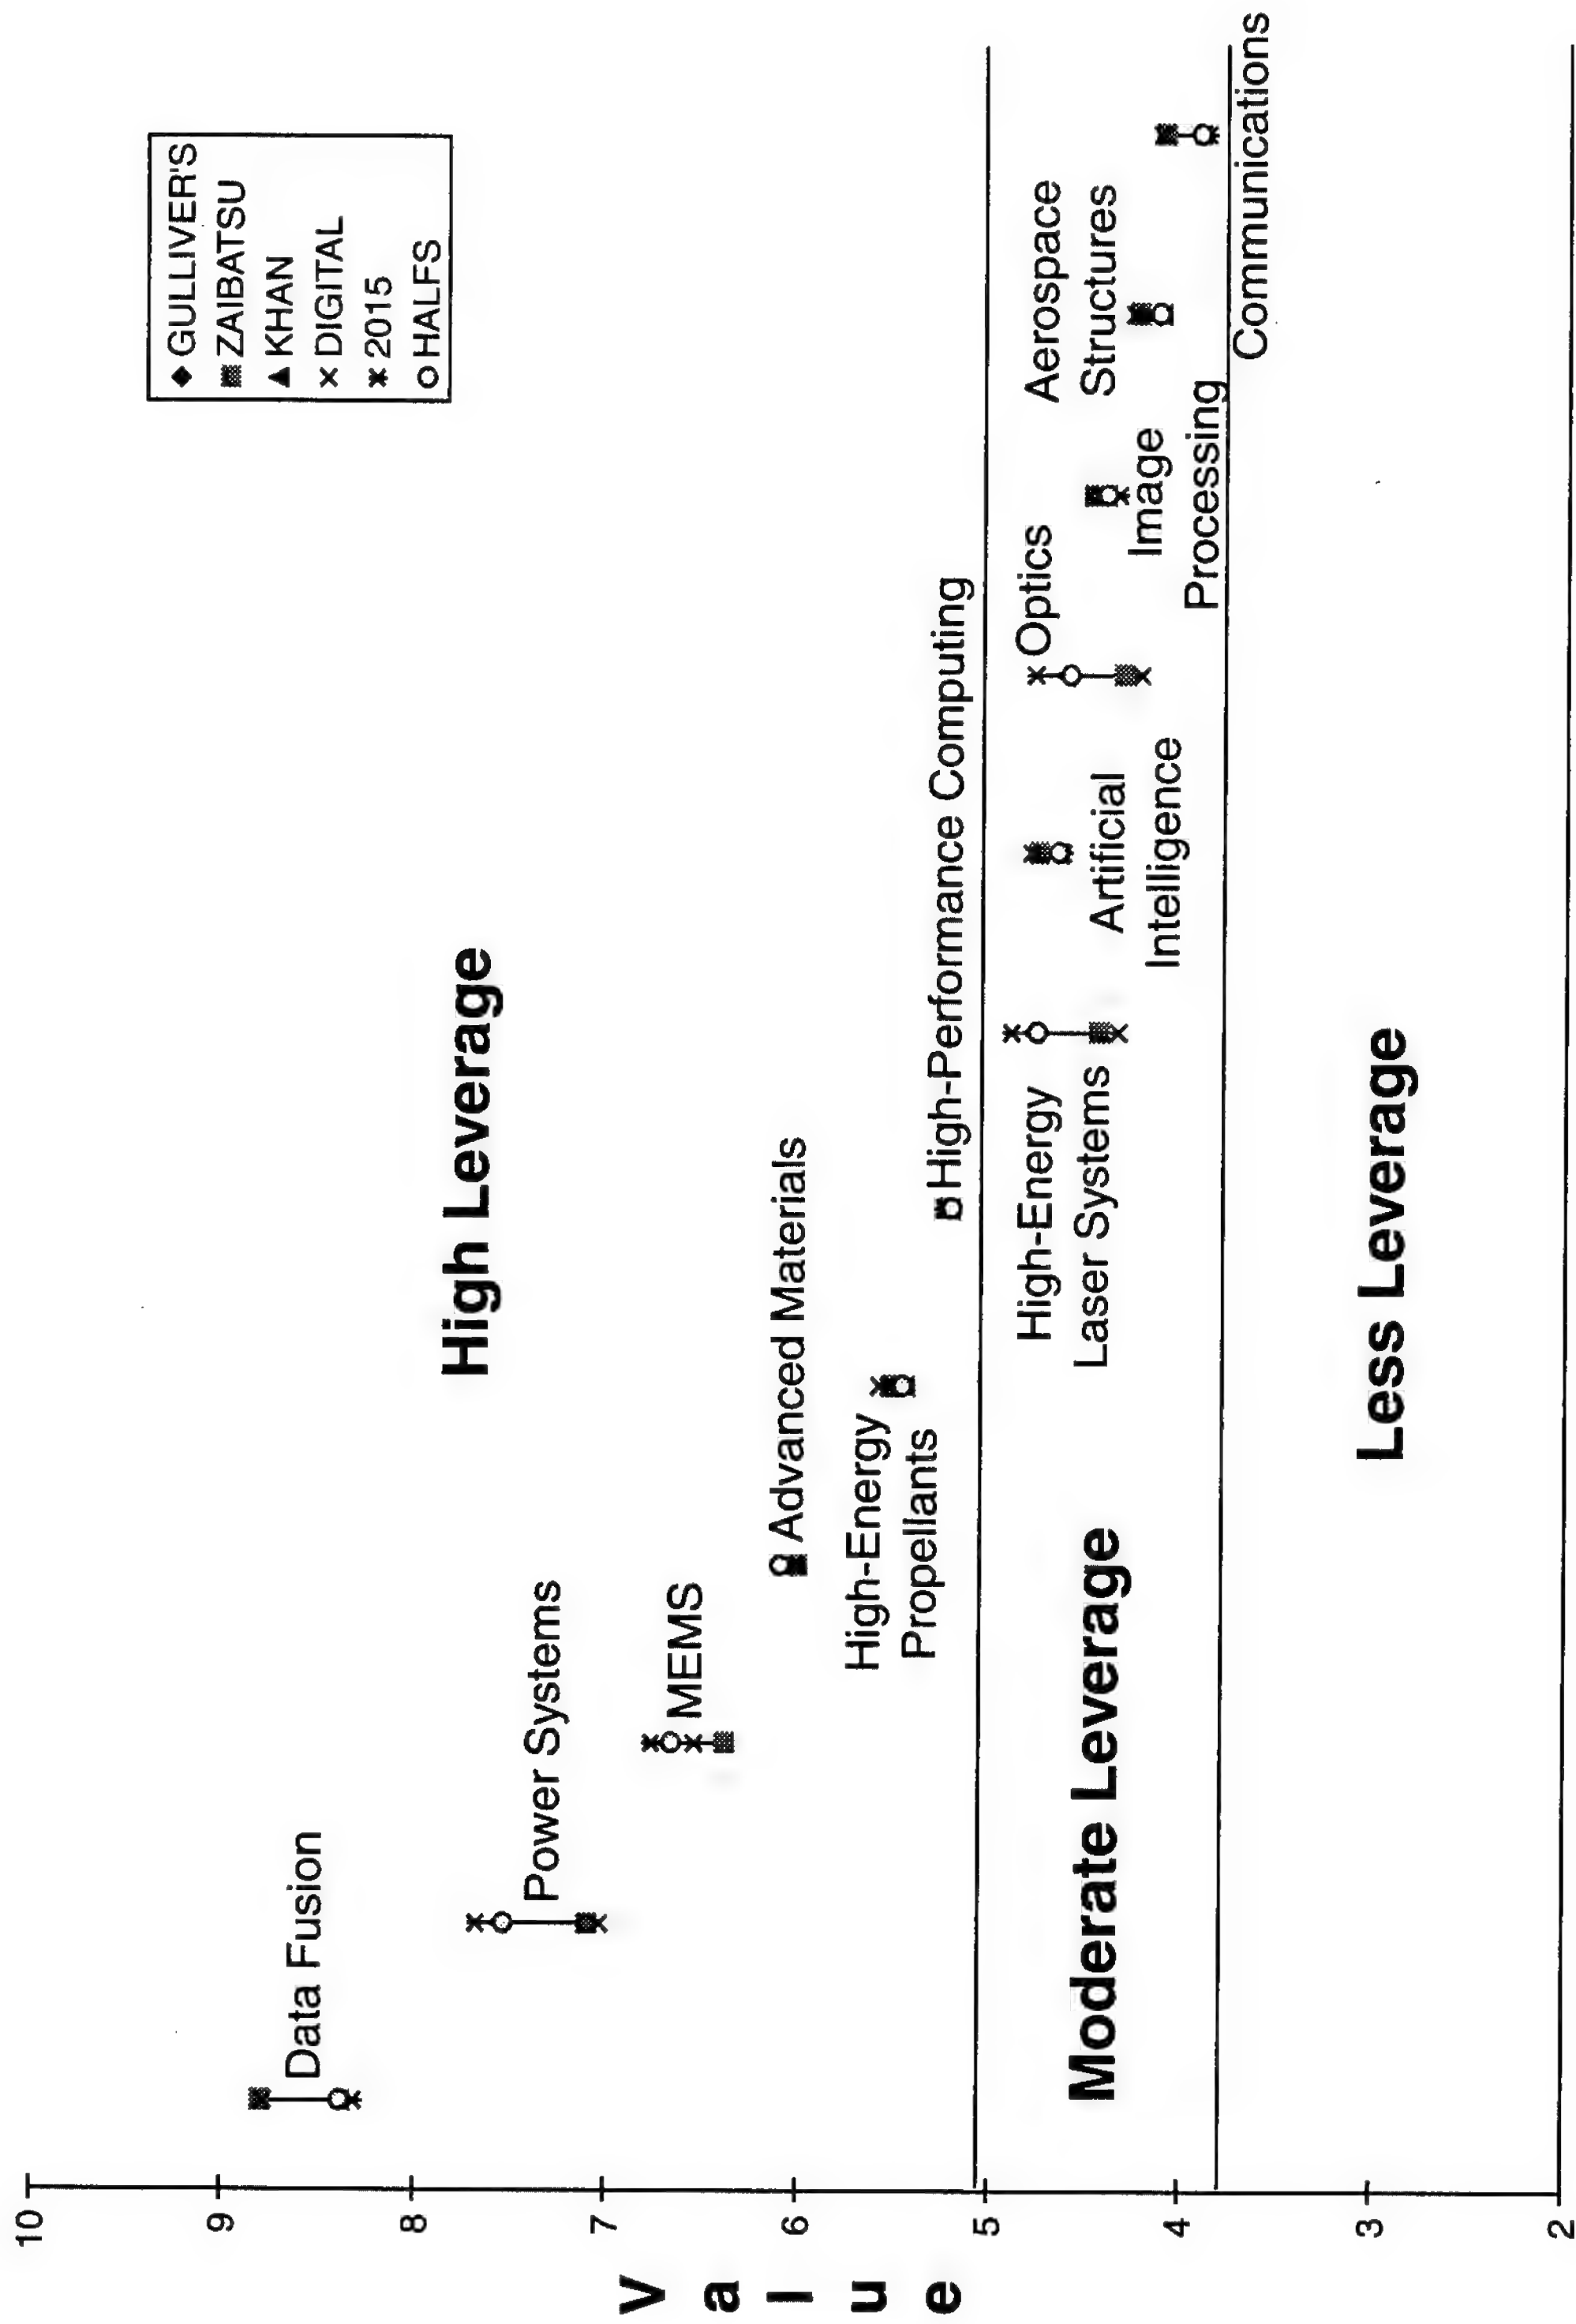 10
9
8
7
6
5
4
3
2
V
a
l
u
e
◆ GULLIVER'S
■ ZAIBATSU
▲ KHAN
× DIGITAL
✱ 2015
○ HALFS
Data Fusion
Power Systems
MEMS
High Leverage
Advanced Materials
High-Energy
Propellants
High-Performance Computing
Moderate Leverage
High-Energy
Laser Systems
Artificial
Intelligence
Optics
Image
Processing
Aerospace
Structures
Communications
Less Leverage